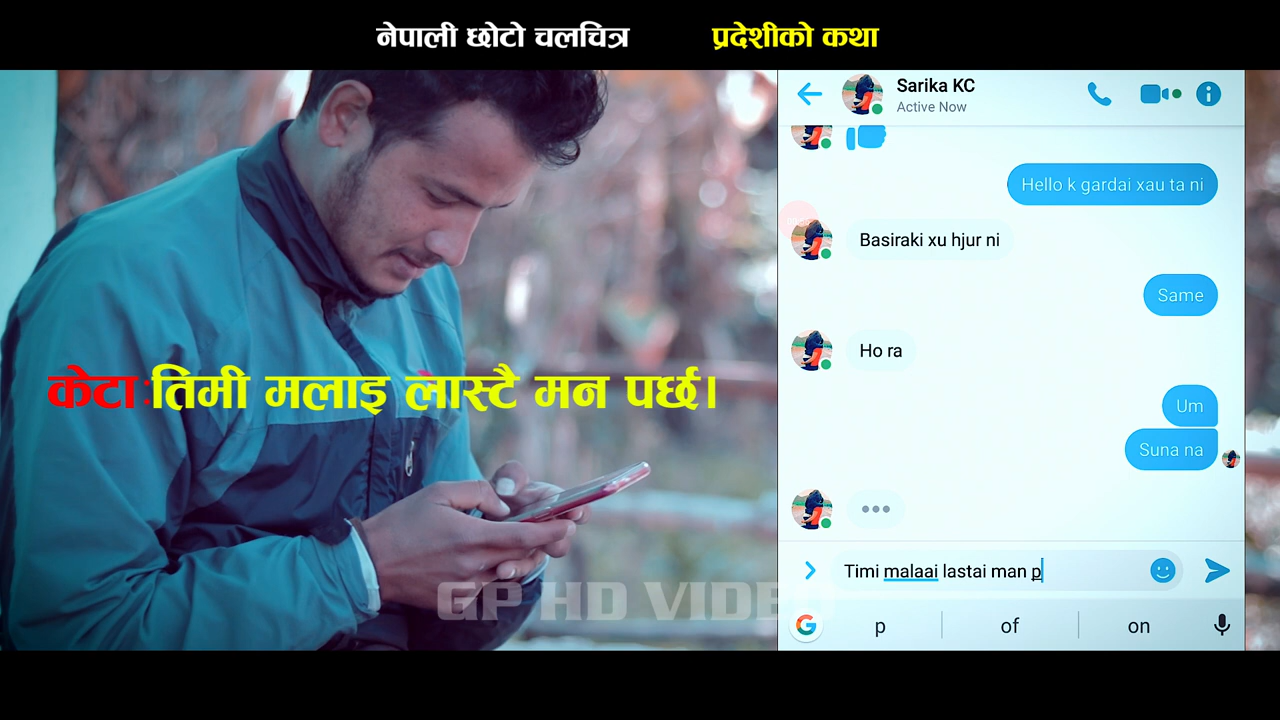 नेपाली छोटो चलचित्र प्रदेशीको कथा
Sarika KC
Active Now
Hello k gardai xau ta ni
Basiraki xu hjur ni
Same
Ho ra
Um
Suna na
केटाः तिमी मलाइ लास्टै मन पर्छ।
Timi malaai lastai man p
GP HD VIDEO
p of on